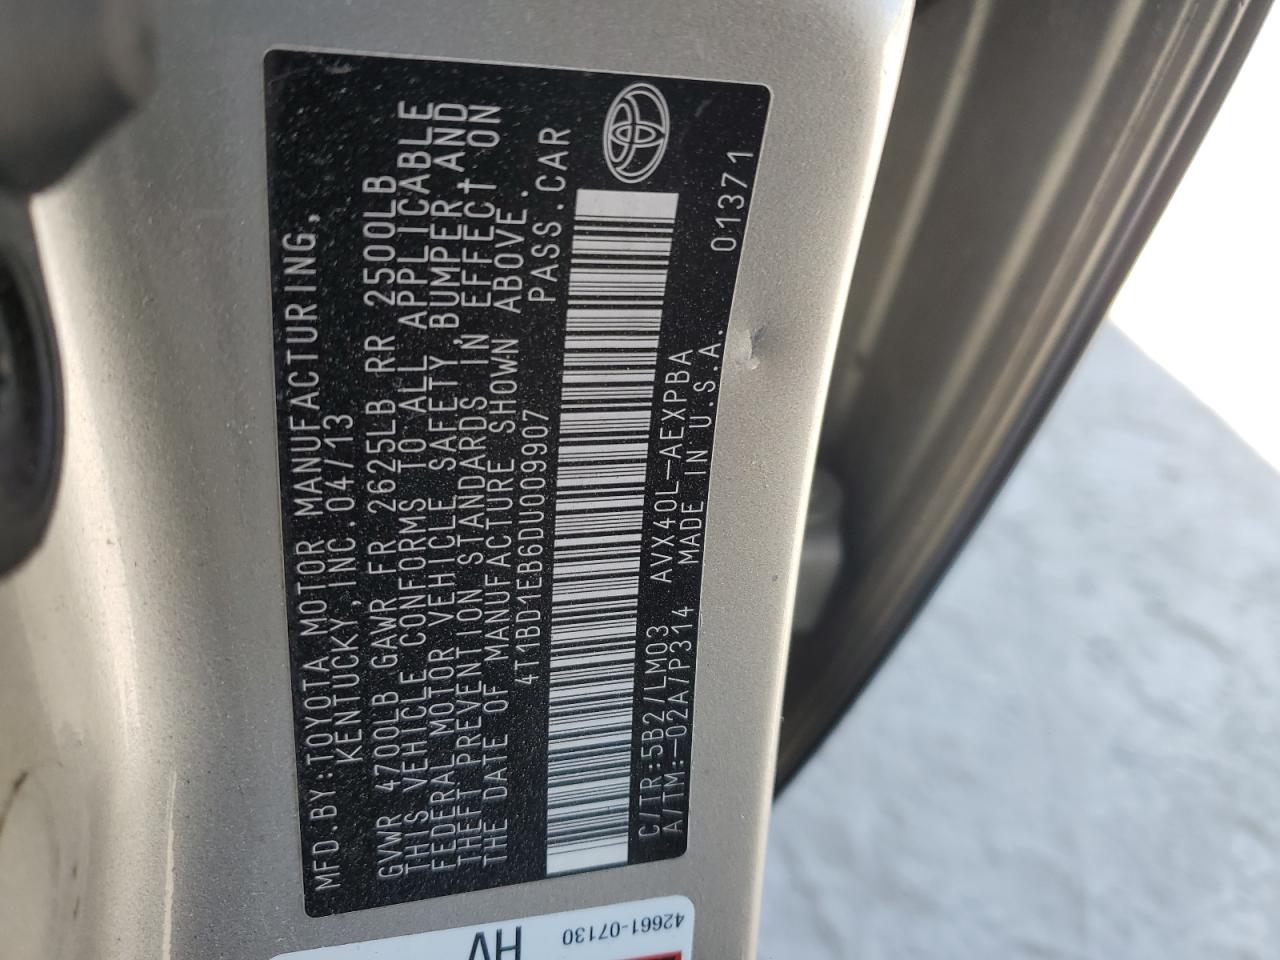 MFD.BY:TOYOTA MOTOR MANUFACTURING,
KENTUCKY,INC.04/13
GVWR 4700LB GAWR FR 2625LB RR 2500LB
THIS VEHICLE CONFORMS TO ALL APPLICABLE
FEDERAL MOTOR VEHICLE SAFETY,BUMPER,AND
THEFT PREVENTION STANDARDS IN EFFECT ON
THE DATE OF MANUFACTURE SHOWN ABOVE.
4T1BD1EB6DU009907 PASS.CAR
C/TR:5B2/LM03 AVX40L-AEXPBA
A/TM:-02A/P314 MADE IN U.S.A. 01371
42661-07130
HV